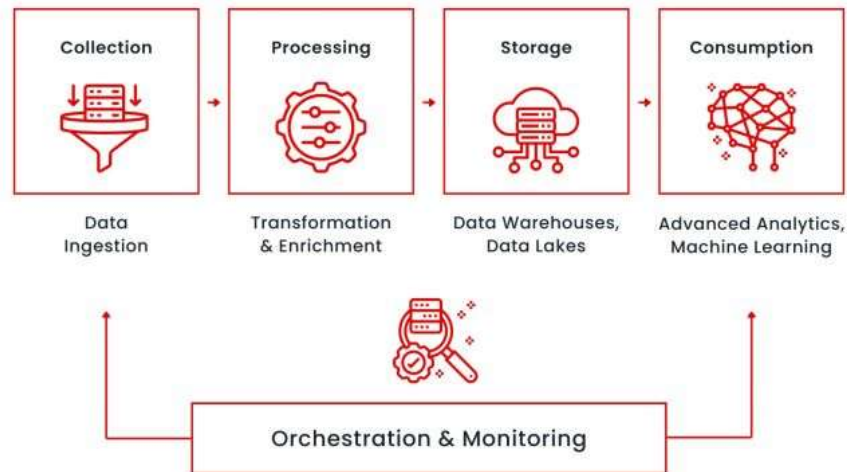 Collection
Processing
Storage
Consumption
Data
Ingestion
Transformation
& Enrichment
Data Warehouses,
Data Lakes
Advanced Analytics,
Machine Learning
Orchestration & Monitoring